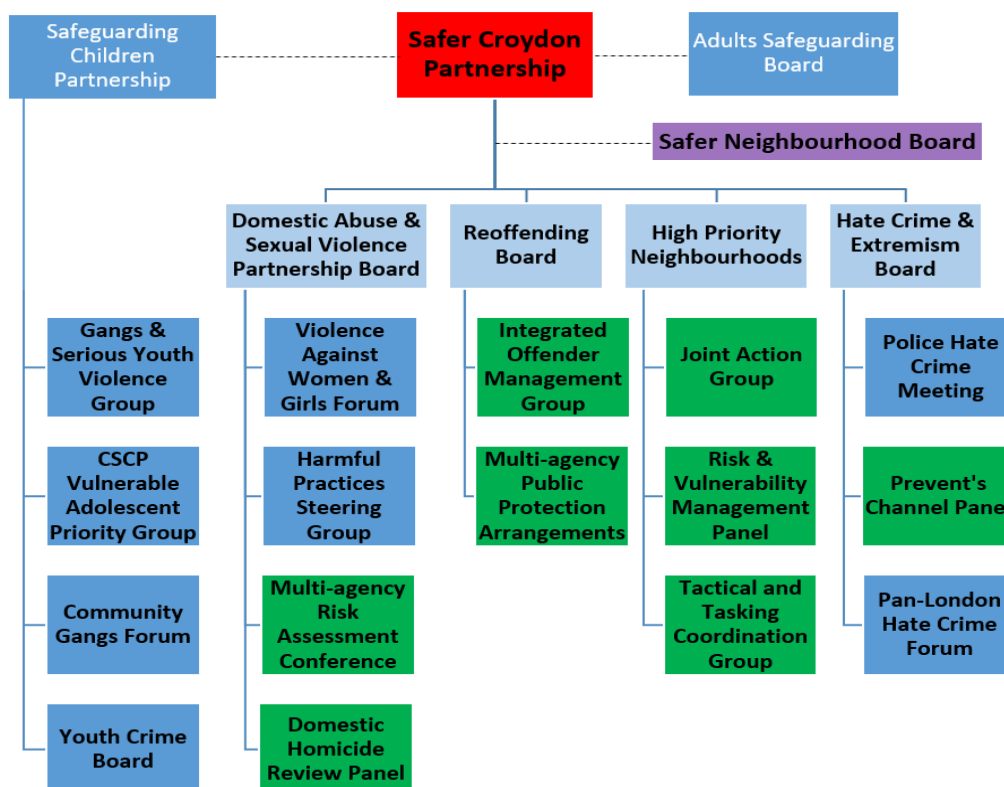 Safeguarding
Children
Partnership
Safer Croydon
Partnership
Adults Safeguarding
Board
Safer Neighbourhood Board
Domestic Abuse &
Sexual Violence
Partnership Board
Reoffending
Board
High Priority
Neighbourhoods
Hate Crime &
Extremism
Board
Gangs &
Serious Youth
Violence
Group
Violence
Against
Women &
Girls Forum
Integrated
Offender
Management
Group
Joint Action
Group
Police Hate
Crime
Meeting
CSCP
Vulnerable
Adolescent
Priority Group
Harmful
Practices
Steering
Group
Multi-agency
Public
Protection
Arrangements
Risk &
Vulnerability
Management
Panel
Prevent's
Channel Panel
Community
Gangs Forum
Multi-agency
Risk
Assessment
Conference
Tactical and
Tasking
Coordination
Group
Pan-London
Hate Crime
Forum
Youth Crime
Board
Domestic
Homicide
Review Panel